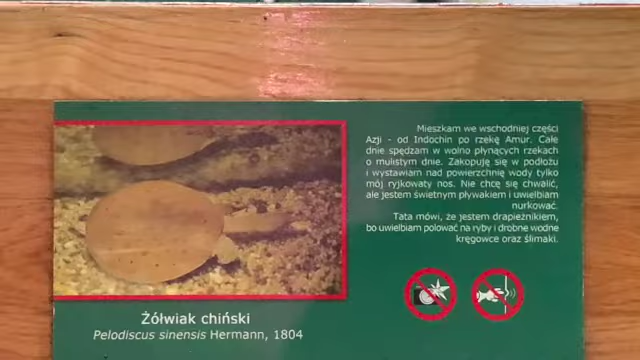 Mieszkam we wschodniej części
Azji - od Indochin po rzekę Amur. Całe
dnie spędzam w wolno płynących rzekach
o mulistym dnie. Zakopuję się w podłożu
i wystawiam nad powierzchnię wody tylko
mój ryjkowaty nos. Nie chcę się chwalić,
ale jestem świetnym pływakiem i uwielbiam
nurkować.
Tata mówi, że jestem drapieżnikiem,
bo uwielbiam polować na ryby i drobne wodne
kręgowce oraz ślimaki.
Żółwiak chiński
Pelodiscus sinensis Hermann, 1804